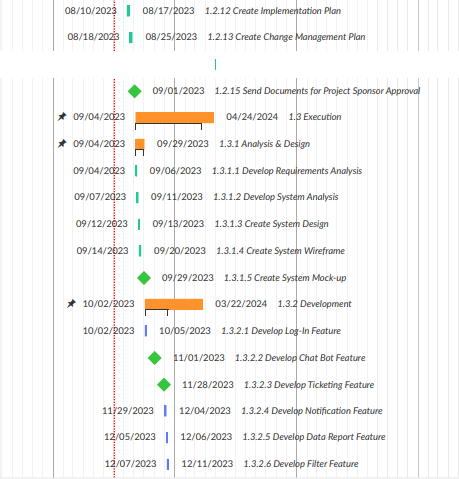 08/10/2023 08/17/2023 1.2.12 Create Implementation Plan
08/18/2023 08/25/2023 1.2.13 Create Change Management Plan
09/01/2023 1.2.15 Send Documents for Project Sponsor Approval
09/04/2023 04/24/2024 1.3 Execution
09/04/2023 09/29/2023 1.3.1 Analysis & Design
09/04/2023 09/06/2023 1.3.1.1 Develop Requirements Analysis
09/07/2023 09/11/2023 1.3.1.2 Develop System Analysis
09/12/2023 09/13/2023 1.3.1.3 Create System Design
09/14/2023 09/20/2023 1.3.1.4 Create System Wireframe
09/29/2023 1.3.1.5 Create System Mock-up
10/02/2023 03/22/2024 1.3.2 Development
10/02/2023 10/05/2023 1.3.2.1 Develop Log-In Feature
11/01/2023 1.3.2.2 Develop Chat Bot Feature
11/28/2023 1.3.2.3 Develop Ticketing Feature
11/29/2023 12/04/2023 1.3.2.4 Develop Notification Feature
12/05/2023 12/06/2023 1.3.2.5 Develop Data Report Feature
12/07/2023 12/11/2023 1.3.2.6 Develop Filter Feature